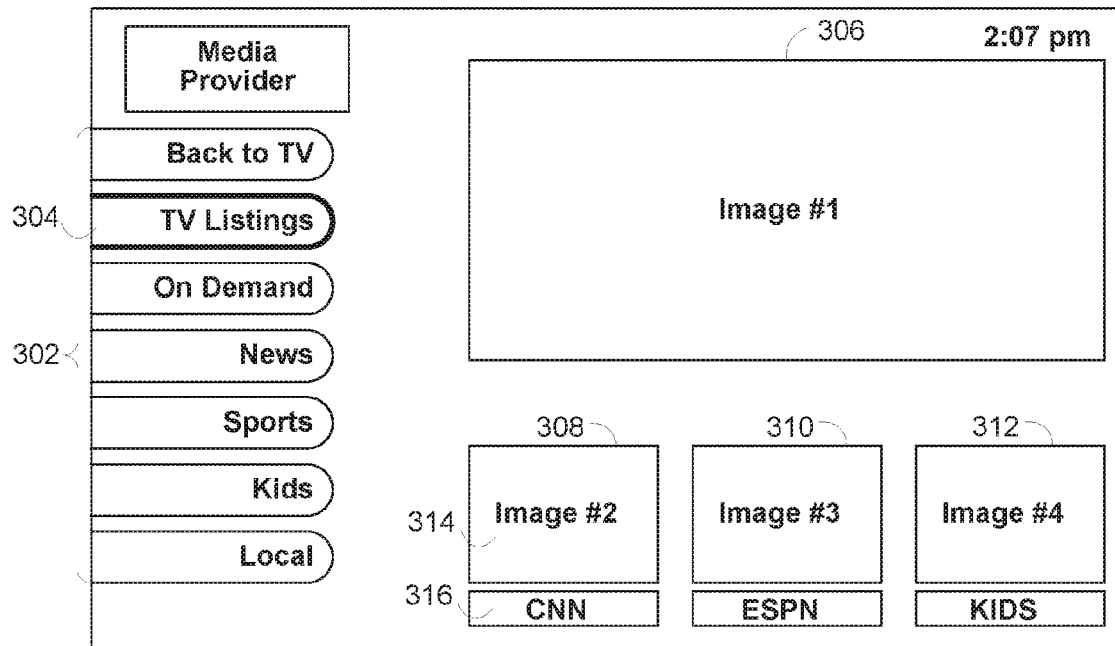 306
2:07 pm
Media
Provider
Back to TV
304
TV Listings
Image #1
On Demand
302
News
Sports
308
310
312
Kids
314
Image #2
Image #3
Image #4
Local
316
CNN
ESPN
KIDS